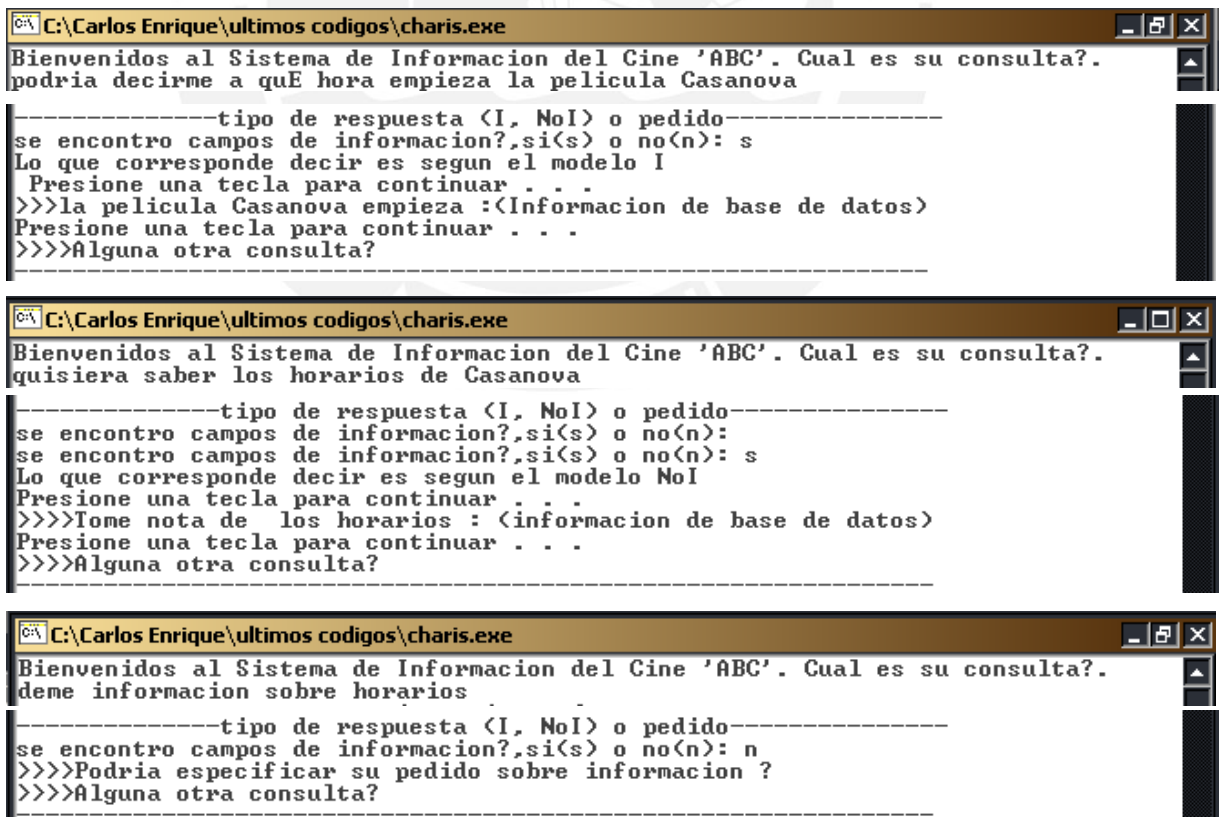 C:\Carlos Enrique\ultimos codigos\charis.exe
Bienvenidos al Sistema de Informacion del Cine 'ABC'. Cual es su consulta?.
podria decirme a quE hora empieza la pelicula Casanova
--------------tipo de respuesta (I, NoI) o pedido---------------
se encontro campos de informacion?,si(s) o no(n): s
Lo que corresponde decir es segun el modelo I
Presione una tecla para continuar . . .
>>>la pelicula Casanova empieza :(Informacion de base de datos)
Presione una tecla para continuar . . .
>>>>Alguna otra consulta?
----------------------------------------------------------------
C:\Carlos Enrique\ultimos codigos\charis.exe
Bienvenidos al Sistema de Informacion del Cine 'ABC'. Cual es su consulta?.
quisiera saber los horarios de Casanova
--------------tipo de respuesta (I, NoI) o pedido---------------
se encontro campos de informacion?,si(s) o no(n):
se encontro campos de informacion?,si(s) o no(n): s
Lo que corresponde decir es segun el modelo NoI
Presione una tecla para continuar . . .
>>>>Tome nota de  los horarios : (informacion de base de datos)
Presione una tecla para continuar . . .
>>>>Alguna otra consulta?
----------------------------------------------------------------
C:\Carlos Enrique\ultimos codigos\charis.exe
Bienvenidos al Sistema de Informacion del Cine 'ABC'. Cual es su consulta?.
deme informacion sobre horarios
--------------tipo de respuesta (I, NoI) o pedido---------------
se encontro campos de informacion?,si(s) o no(n): n
>>>>Podria especificar su pedido sobre informacion ?
>>>>Alguna otra consulta?
----------------------------------------------------------------